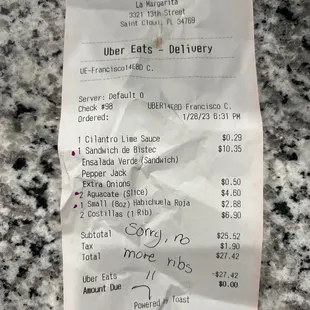 La Margarita
3321 13th Street
Saint Cloud, FL 34769
Uber Eats - Delivery
UE-Francisco14EBD C.
Server: Default O
Check #98 UBER14EBD Francisco C.
Ordered: 1/28/23 6:31 PM
1 Cilantro Lime Sauce $0.29
1 Sandwich de Bistec $10.35
Ensalada Verde (Sandwich)
Pepper Jack
Extra Onions $0.50
2 Aguacate (Slice) $4.60
1 Small (8oz) Habichuela Roja $2.88
2 Costillas (1 Rib) $6.90
Sorry, no
more ribs
Subtotal $25.52
Tax $1.90
Total $27.42
Uber Eats -$27.42
Amount Due $0.00
Powered by Toast